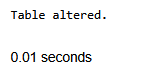 Table altered.
0.01 seconds